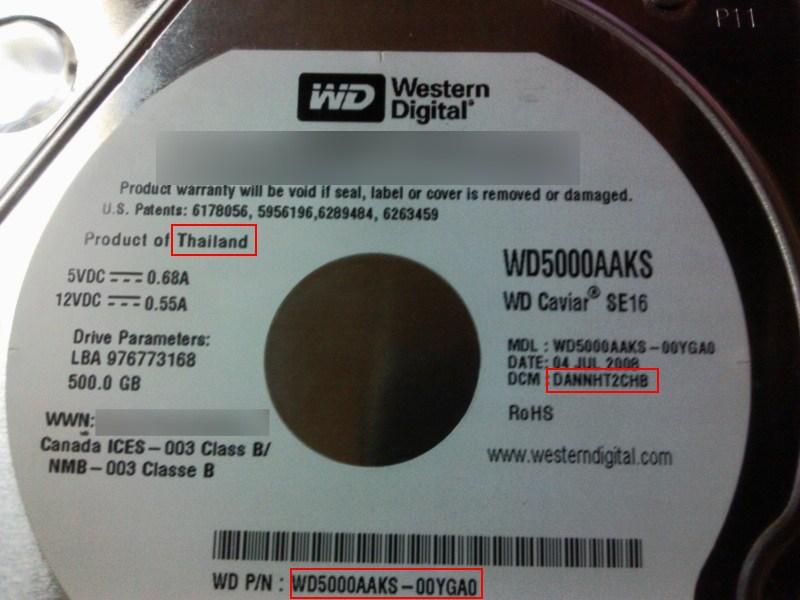 P11
WD Western Digital®
Product warranty will be void if seal, label or cover is removed or damaged.
U.S. Patents: 6178056, 5956196,6289484, 6263459
Product of Thailand
5VDC ⎓ 0.68A
12VDC ⎓ 0.55A
Drive Parameters:
LBA 976773168
500.0 GB
WWN:
Canada ICES-003 Class B/
NMB-003 Classe B
WD5000AAKS
WD Caviar® SE16
MDL : WD5000AAKS-00YGA0
DATE: 04 JUL 2008
DCM : DANNHT2CHB
RoHS
www.westerndigital.com
WD P/N : WD5000AAKS-00YGA0